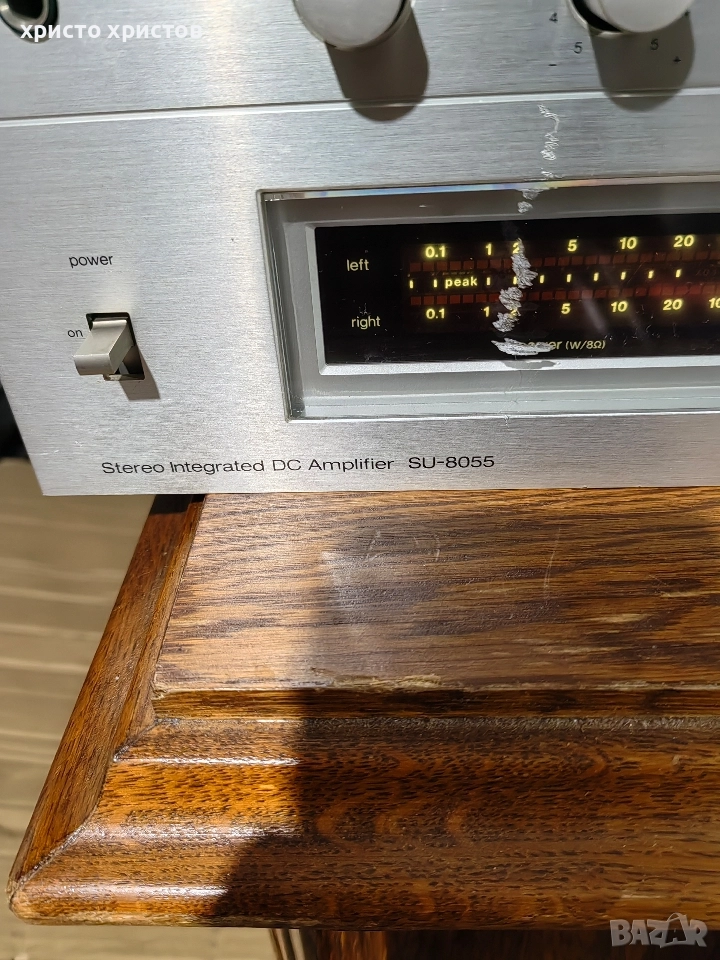 христо христов
4
5 5
- +
power
on
left 0.1 1 2 5 10 20
peak
right 0.1 1 5 10 20
(w/8Ω)
Stereo Integrated DC Amplifier SU-8055
BAZAR